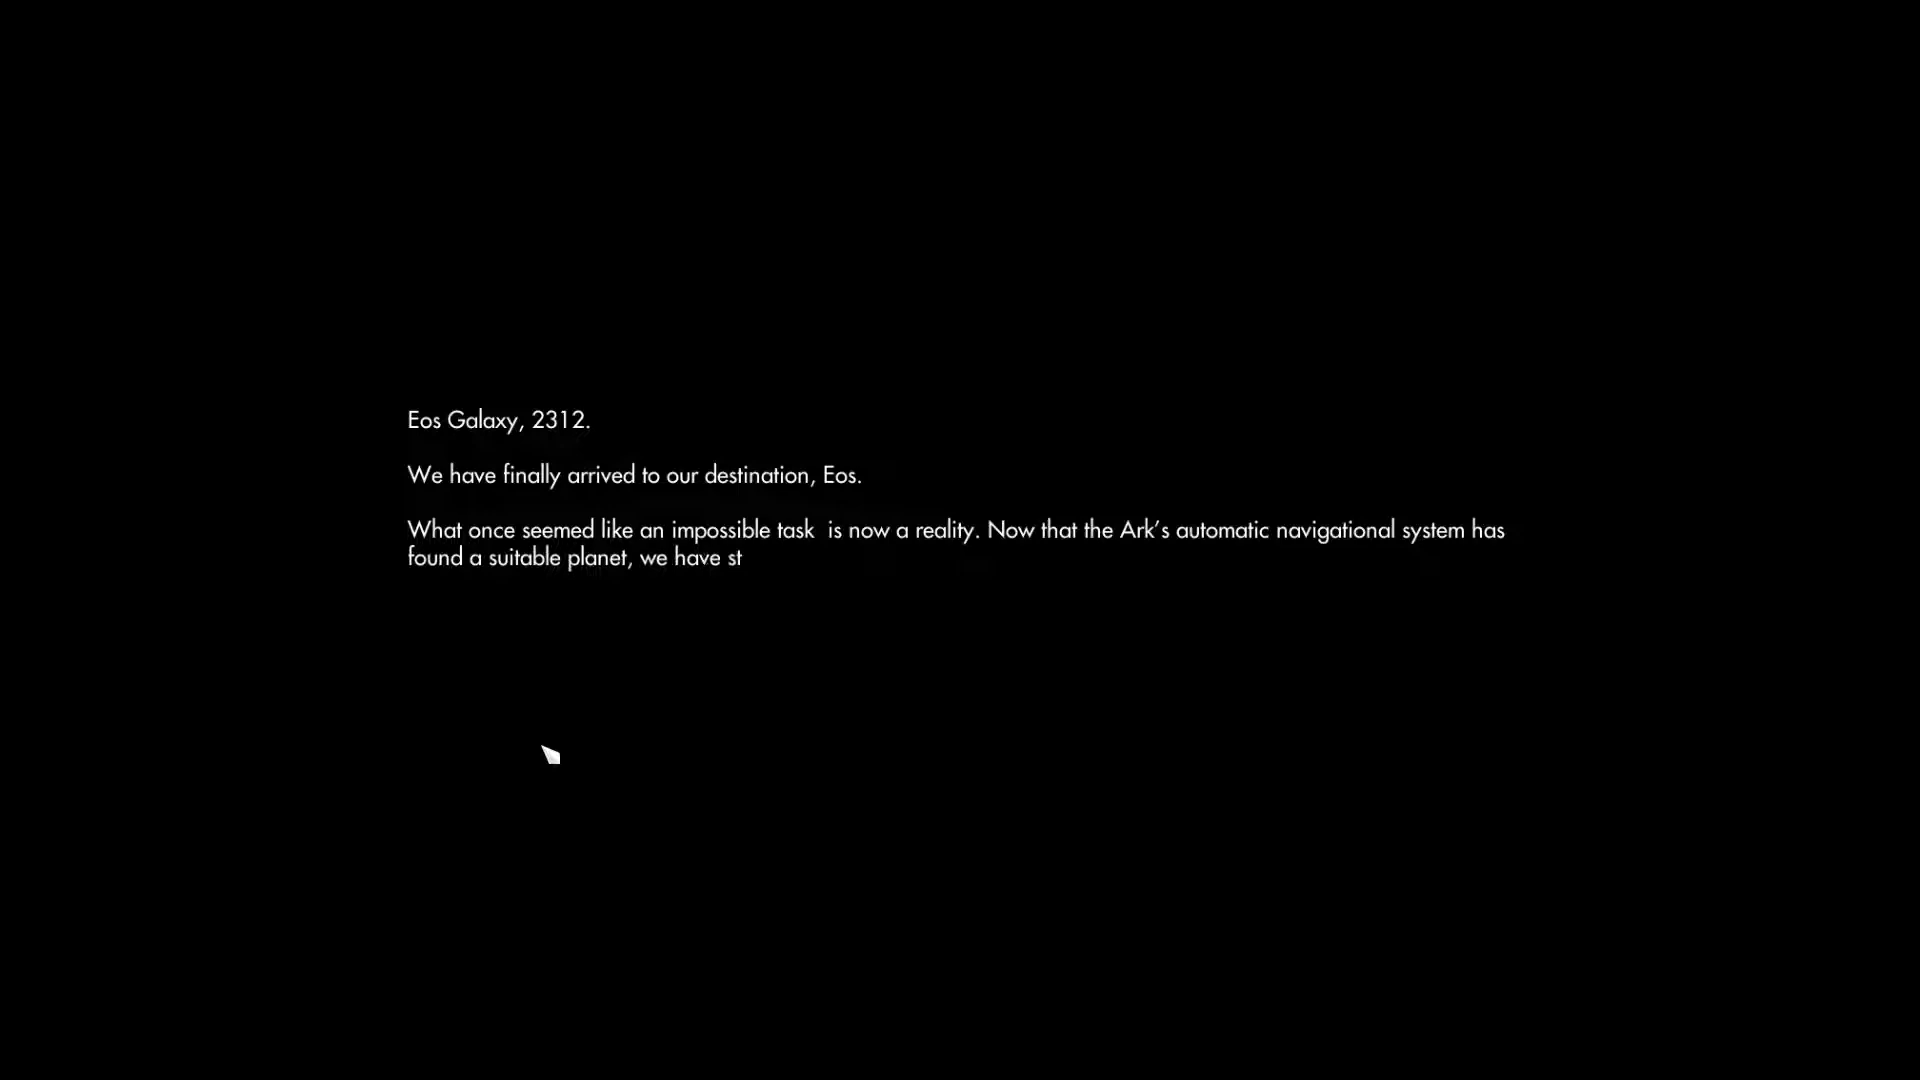 Eos Galaxy, 2312.
We have finally arrived to our destination, Eos.
What once seemed like an impossible task  is now a reality. Now that the Ark’s automatic navigational system has
found a suitable planet, we have st